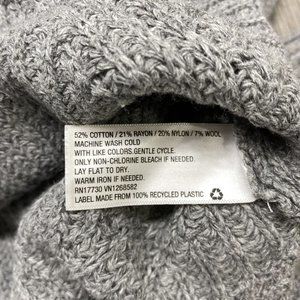 52% COTTON / 21% RAYON / 20% NYLON / 7% WOOL
MACHINE WASH COLD
WITH LIKE COLORS.GENTLE CYCLE.
ONLY NON-CHLORINE BLEACH IF NEEDED.
LAY FLAT TO DRY.
WARM IRON IF NEEDED.
RN17730 VN1268582
LABEL MADE FROM 100% RECYCLED PLASTIC.